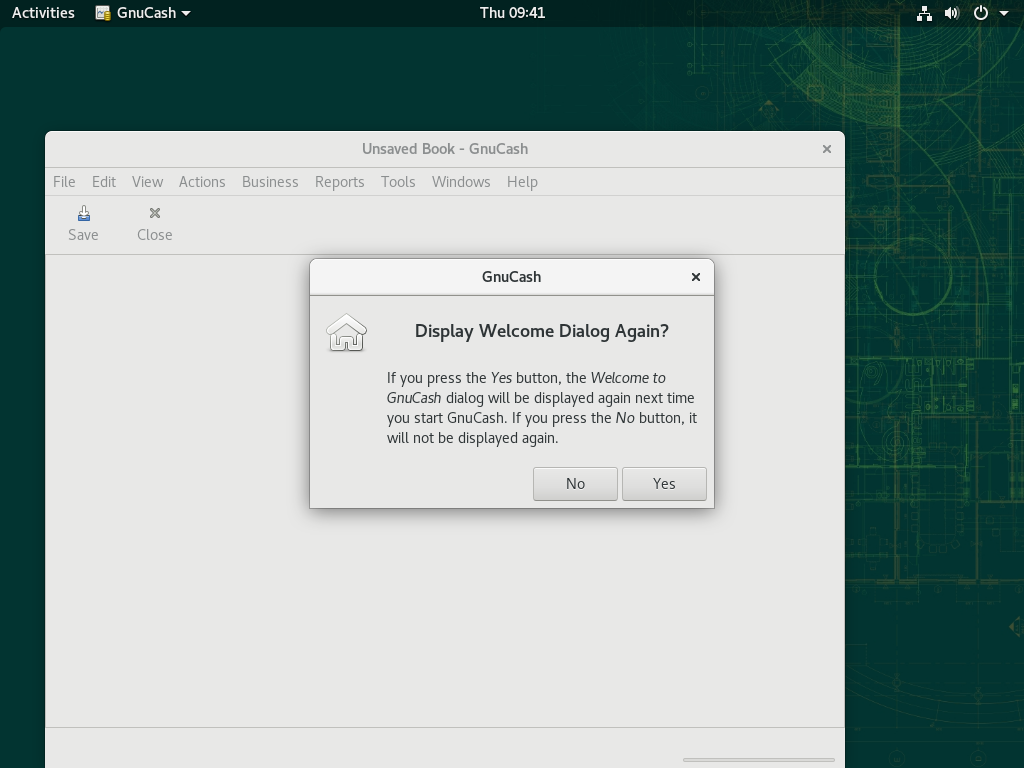 Activities GnuCash Thu 09:41
Unsaved Book - GnuCash
File Edit View Actions Business Reports Tools Windows Help
Save Close
GnuCash
Display Welcome Dialog Again?
If you press the Yes button, the Welcome to
GnuCash dialog will be displayed again next time
you start GnuCash. If you press the No button, it
will not be displayed again.
No Yes